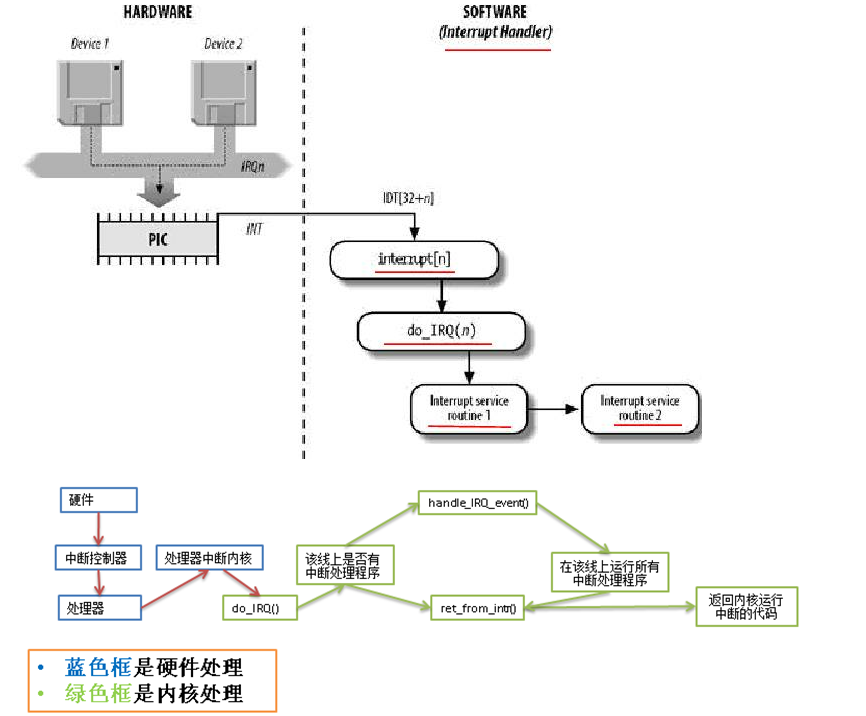 HARDWARE
SOFTWARE
(Interrupt Handler)
Device 1
Device 2
IRQn
IDT[32+n]
INT
PIC
interrupt[n]
do_IRQ(n)
Interrupt service
routine 1
Interrupt service
routine 2
硬件
中断控制器
处理器
处理器中断内核
do_IRQ()
该线上是否有
中断处理程序
handle_IRQ_event()
在该线上运行所有
中断处理程序
ret_from_intr()
返回内核运行
中断的代码
• 蓝色框是硬件处理
• 绿色框是内核处理